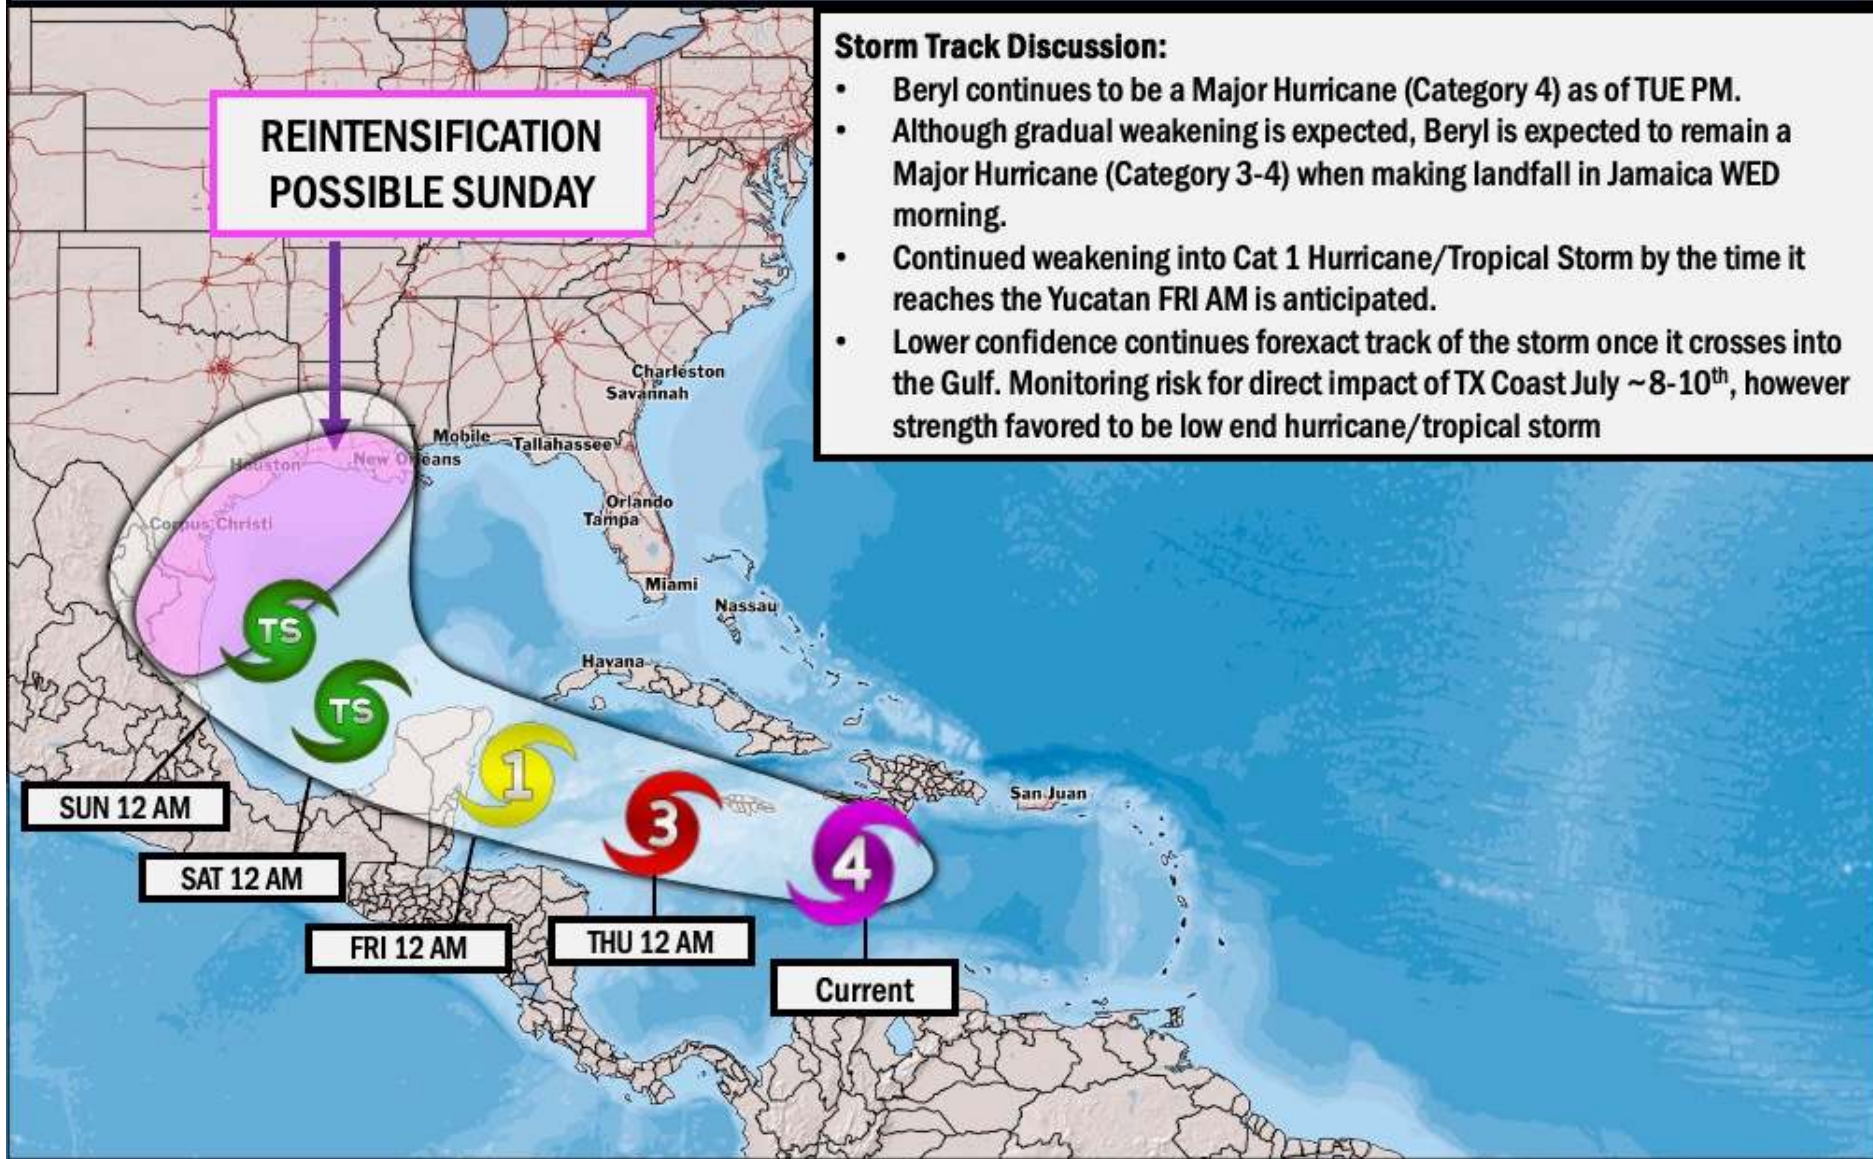 Storm Track Discussion:
• Beryl continues to be a Major Hurricane (Category 4) as of TUE PM.
• Although gradual weakening is expected, Beryl is expected to remain a
Major Hurricane (Category 3-4) when making landfall in Jamaica WED
morning.
• Continued weakening into Cat 1 Hurricane/Tropical Storm by the time it
reaches the Yucatan FRI AM is anticipated.
• Lower confidence continues forexact track of the storm once it crosses into
the Gulf. Monitoring risk for direct impact of TX Coast July ~8-10th, however
strength favored to be low end hurricane/tropical storm
REINTENSIFICATION
POSSIBLE SUNDAY
Charleston
Savannah
Mobile
Tallahassee
Houston
New Orleans
Orlando
Tampa
Corpus Christi
Miami
Nassau
TS
Havana
TS
1
San Juan
3
4
SUN 12 AM
SAT 12 AM
FRI 12 AM
THU 12 AM
Current